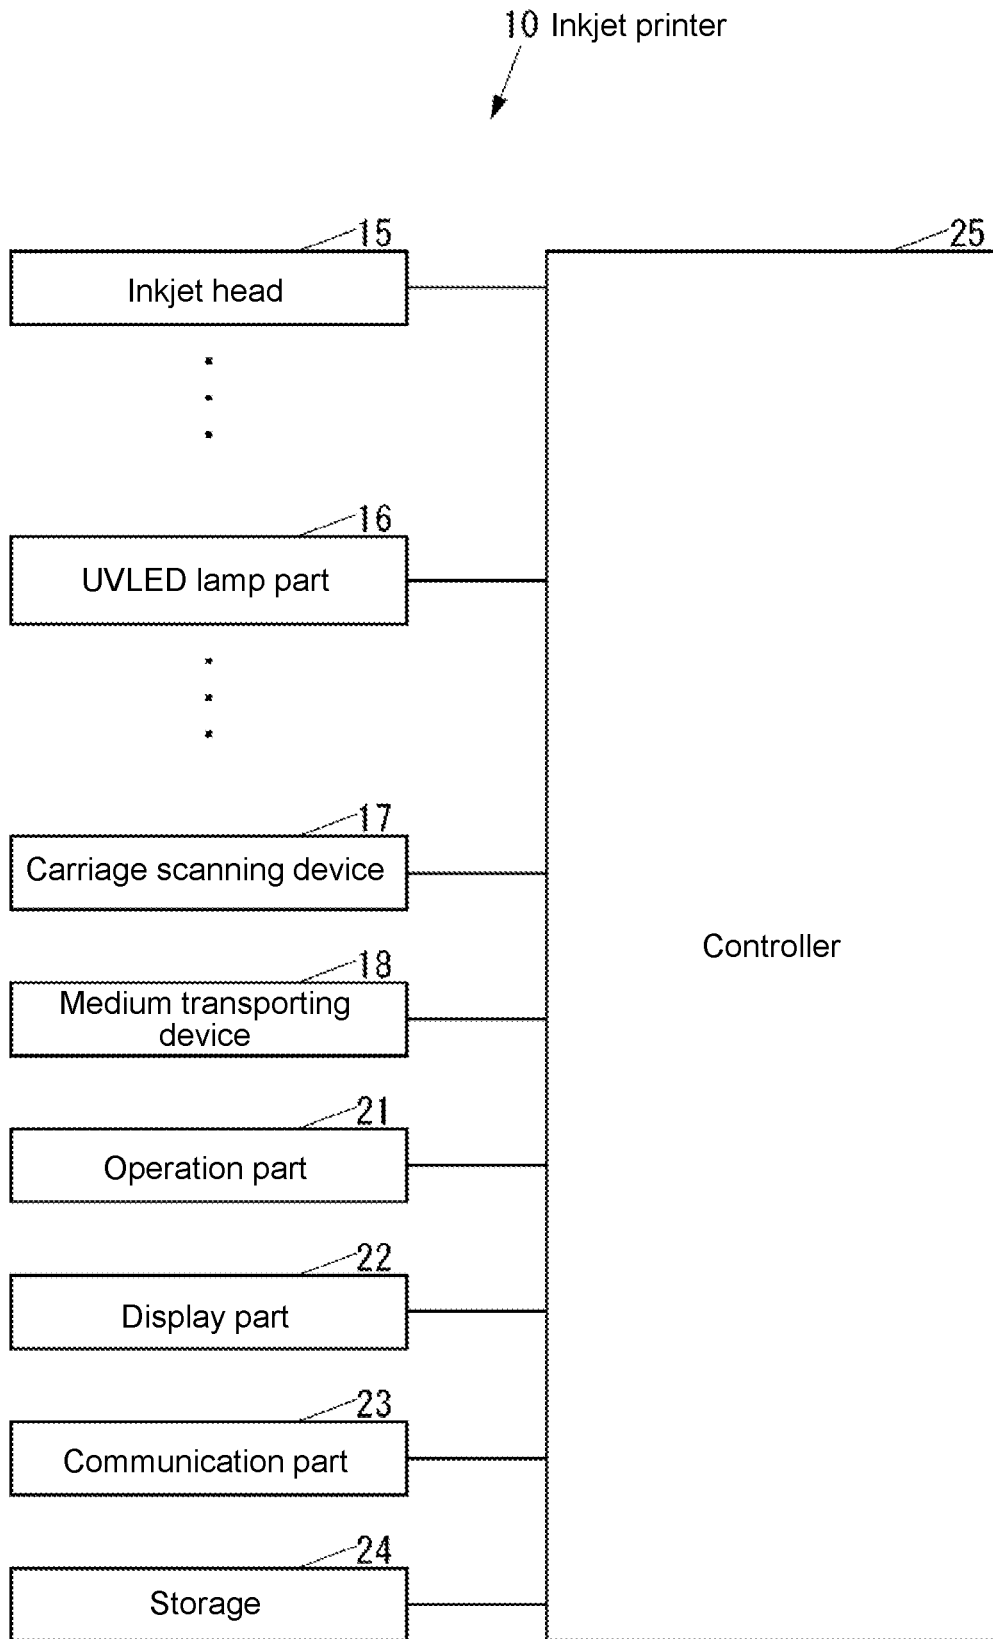 10 Inkjet printer
15
25
Inkjet head
16
UVLED lamp part
17
Carriage scanning device
Controller
18
Medium transporting
device
21
Operation part
22
Display part
23
Communication part
24
Storage